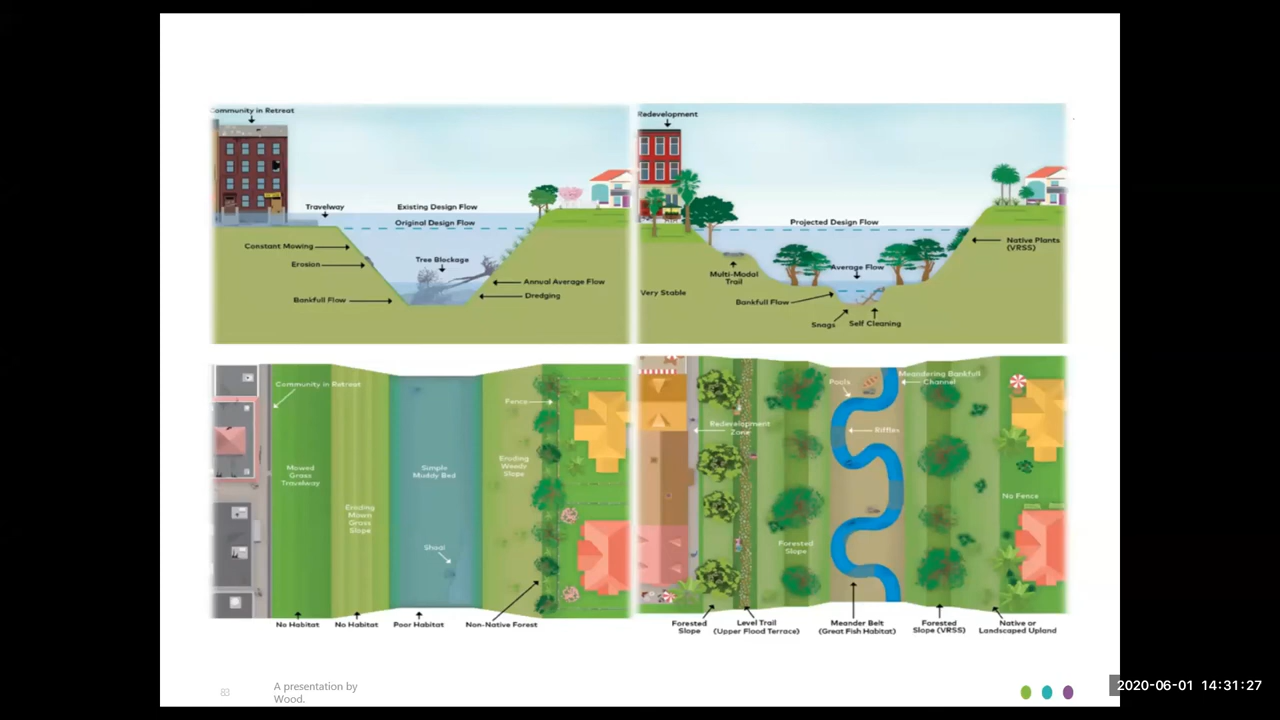 Community in Retreat
Travelway
Existing Design Flow
Original Design Flow
Constant Mowing
Erosion
Tree Blockage
Annual Average Flow
Bankfull Flow
Dredging
Redevelopment
Projected Design Flow
Native Plants
(VRSS)
Average Flow
Multi-Modal
Trail
Very Stable
Bankfull Flow
Snags
Self Cleaning
Community in Retreat
Fence
Mowed
Grass
Travelway
Simple
Muddy Bed
Eroding
Weedy
Slope
Eroding
Mown
Grass
Slope
Shoal
No Habitat
No Habitat
Poor Habitat
Non-Native Forest
Meandering Bankfull
Channel
Pools
Redevelopment
Zone
Riffles
No Fence
Forested
Slope
Forested
Slope
Level Trail
(Upper Flood Terrace)
Meander Belt
(Great Fish Habitat)
Forested
Slope (VRSS)
Native or
Landscaped Upland
83
A presentation by
Wood.
2020-06-01 14:31:27